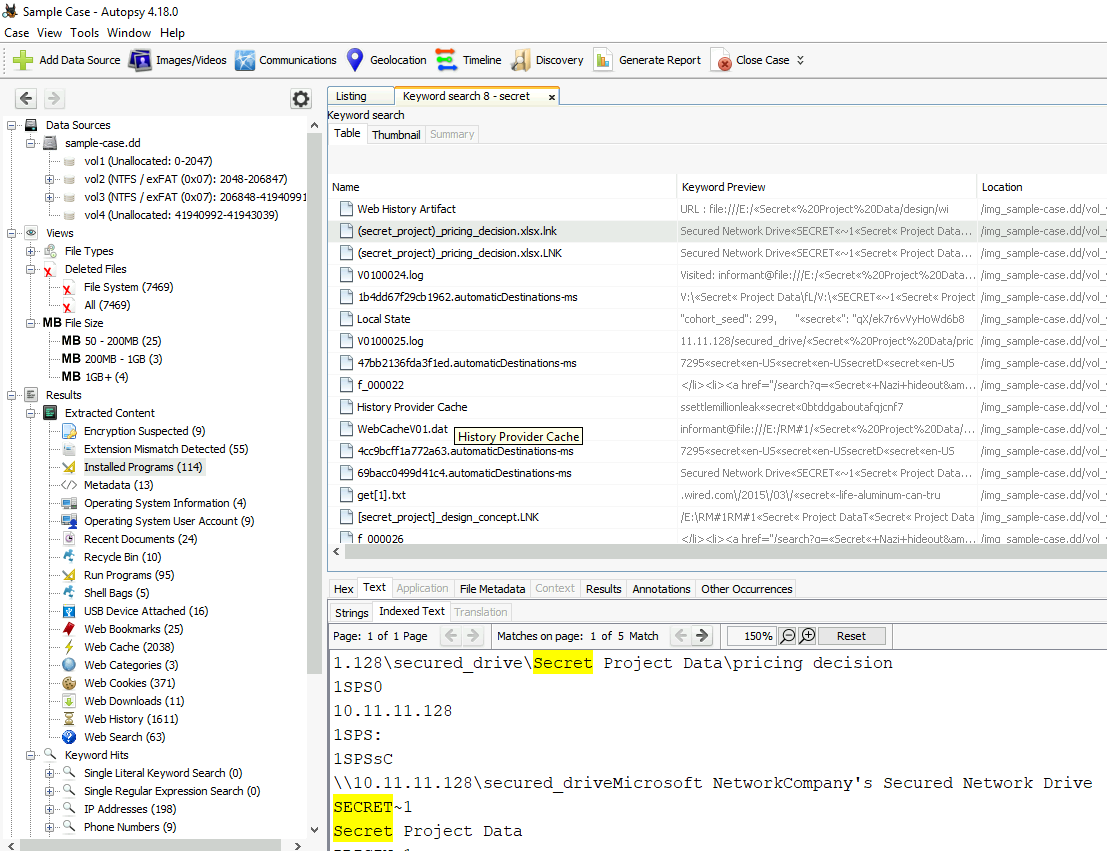 Sample Case - Autopsy 4.18.0
Case View Tools Window Help
Add Data Source Images/Videos Communications Geolocation Timeline Discovery Generate Report Close Case
Data Sources
sample-case.dd
vol1 (Unallocated: 0-2047)
vol2 (NTFS / exFAT (0x07): 2048-206847)
vol3 (NTFS / exFAT (0x07): 206848-41940991
vol4 (Unallocated: 41940992-41943039)
Views
File Types
Deleted Files
File System (7469)
All (7469)
MB File Size
MB 50 - 200MB (25)
MB 200MB - 1GB (3)
MB 1GB+ (4)
Results
Extracted Content
Encryption Suspected (9)
Extension Mismatch Detected (55)
Installed Programs (114)
Metadata (13)
Operating System Information (4)
Operating System User Account (9)
Recent Documents (24)
Recycle Bin (10)
Run Programs (95)
Shell Bags (5)
USB Device Attached (16)
Web Bookmarks (25)
Web Cache (2038)
Web Categories (3)
Web Cookies (371)
Web Downloads (11)
Web History (1611)
Web Search (63)
Keyword Hits
Single Literal Keyword Search (0)
Single Regular Expression Search (0)
IP Addresses (198)
Phone Numbers (9)
Listing Keyword search 8 - secret x
Keyword search
Table Thumbnail Summary
Name Keyword Preview Location
Web History Artifact URL : file:///E:/«Secret«%20Project%20Data/design/wi /img_sample-case.dd/vol_
(secret_project)_pricing_decision.xlsx.lnk Secured Network Drive«SECRET«~1«Secret« Project Data... /img_sample-case.dd/vol_
(secret_project)_pricing_decision.xlsx.LNK Secured Network Drive«SECRET«~1«Secret« Project Data... /img_sample-case.dd/vol_
V0100024.log Visited: informant@file:///E:/«Secret«%20Project%20Data... /img_sample-case.dd/vol_
1b4dd67f29cb1962.automaticDestinations-ms V:\«Secret« Project Data\fL/V:\«SECRET«~1«Secret« Project /img_sample-case.dd/vol_
Local State "cohort_seed": 299, "«secret«": "qX/ek7r6vVyHoWd6b8 /img_sample-case.dd/vol_
V0100025.log 11.11.128/secured_drive/«Secret«%20Project%20Data/pric /img_sample-case.dd/vol_
47bb2136fda3f1ed.automaticDestinations-ms 7295«secret«en-US«secret«en-USsecretD«secret«en-US /img_sample-case.dd/vol_
f_000022 </li><li><a href="/search?q=«Secret«+Nazi+hideout&am... /img_sample-case.dd/vol_
History Provider Cache ssettlemillionleak«secret«0btddgaboutafqjcnf7 /img_sample-case.dd/vol_
WebCacheV01.dat informant@file:///E:/RM#1/«Secret«%20Project%20Data/... /img_sample-case.dd/vol_
History Provider Cache
4cc9bcff1a772a63.automaticDestinations-ms 7295«secret«en-US«secret«en-USsecretD«secret«en-US /img_sample-case.dd/vol_
69bacc0499d41c4.automaticDestinations-ms Secured Network Drive«SECRET«~1«Secret« Project Data... /img_sample-case.dd/vol_
get[1].txt .wired.com\/2015\/03\/«secret«-life-aluminum-can-tru /img_sample-case.dd/vol_
[secret_project]_design_concept.LNK /E:\RM#1RM#1«Secret« Project DataT«Secret« Project Data /img_sample-case.dd/vol_
f_000026 </li><li><a href="/search?q=«Secret«+Nazi+hideout&am... /img_sample-case.dd/vol_
Hex Text Application File Metadata Context Results Annotations Other Occurrences
Strings Indexed Text Translation
Page: 1 of 1 Page Matches on page: 1 of 5 Match 150% Reset
1.128\secured_drive\Secret Project Data\pricing decision
1SPS0
10.11.11.128
1SPS:
1SPSsC
\\10.11.11.128\secured_driveMicrosoft NetworkCompany's Secured Network Drive
SECRET~1
Secret Project Data